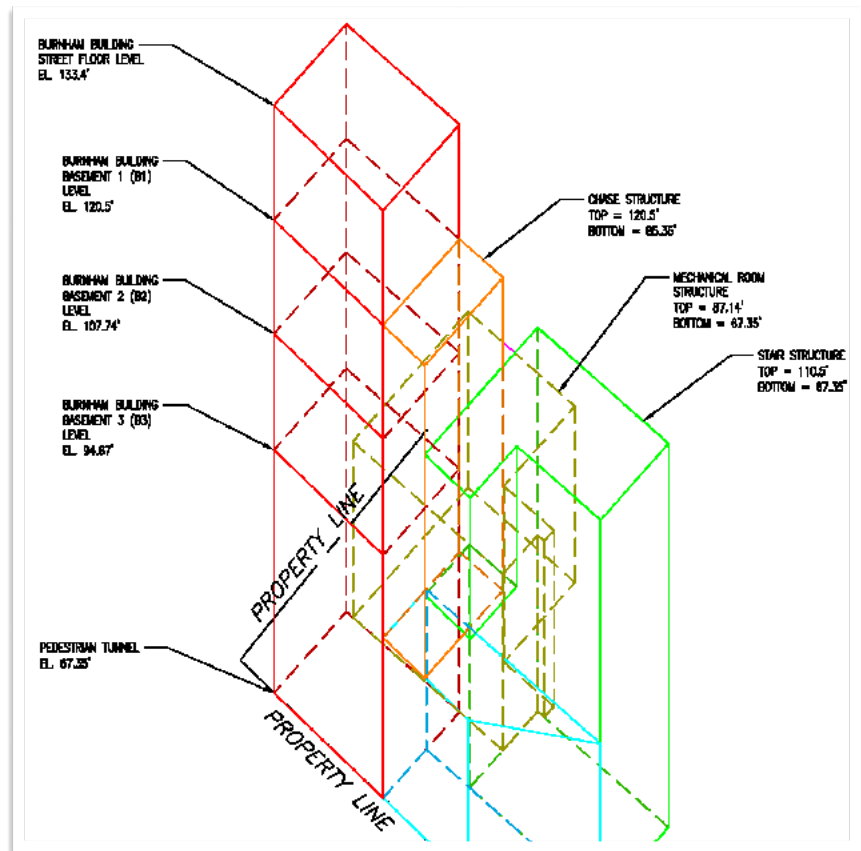 BURNHAM BUILDING
STREET FLOOR LEVEL
EL. 133.4'
BURNHAM BUILDING
BASEMENT 1 (B1)
LEVEL
EL. 120.5'
BURNHAM BUILDING
BASEMENT 2 (B2)
LEVEL
EL. 107.74'
BURNHAM BUILDING
BASEMENT 3 (B3)
LEVEL
EL. 94.67'
PEDESTRIAN TUNNEL
EL. 67.35'
CHASE STRUCTURE
TOP = 120.5'
BOTTOM = 85.35'
MECHANICAL ROOM
STRUCTURE
TOP = 87.14'
BOTTOM = 67.35'
STAIR STRUCTURE
TOP = 110.5'
BOTTOM = 67.35'
PROPERTY LINE
PROPERTY LINE